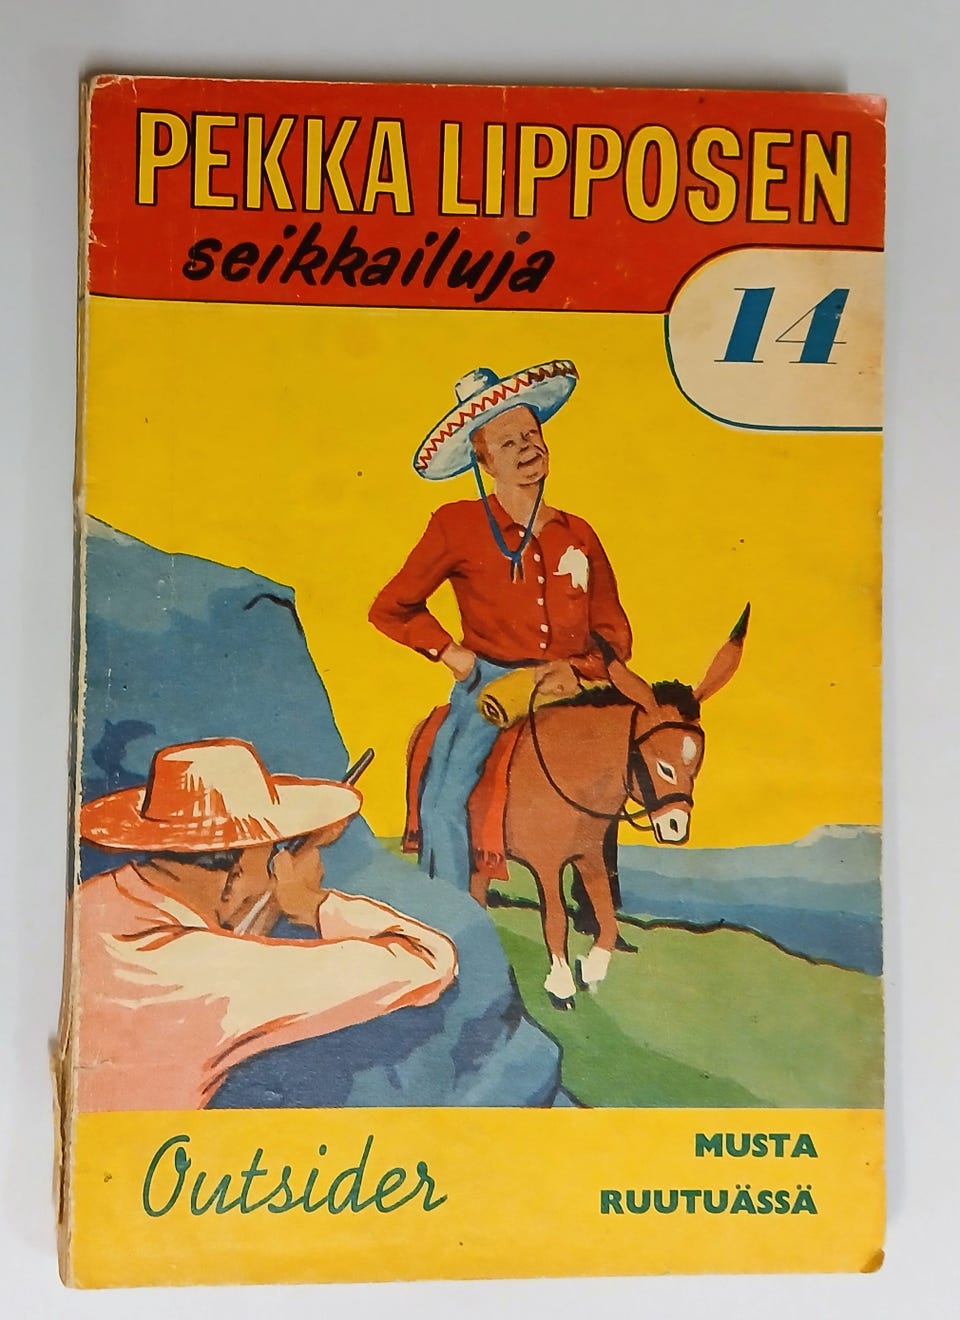 PEKKA LIPPOSEN
seikkailuja
14
Outsider
MUSTA
RUUTUÄSSÄ